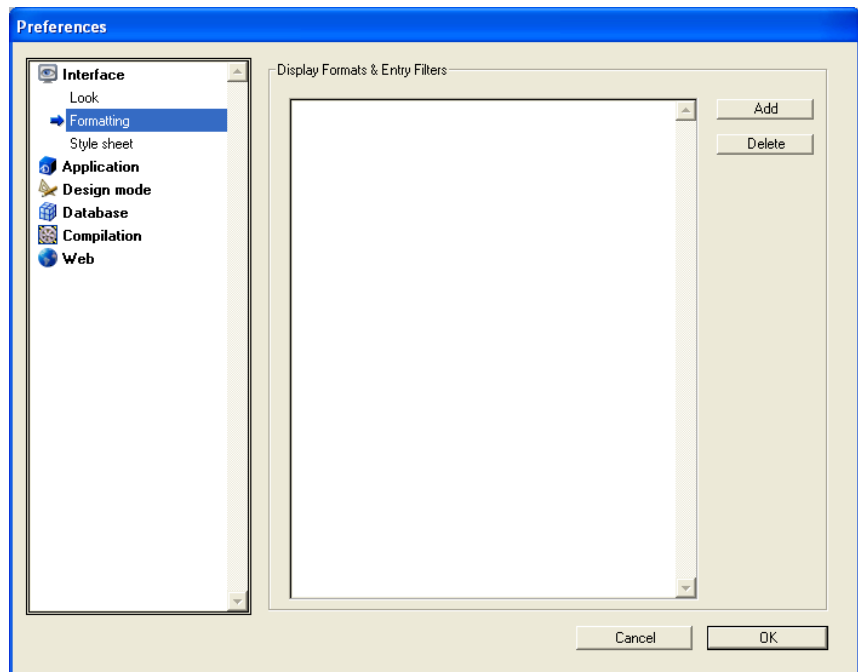 Preferences
Interface
Look
Formatting
Style sheet
Application
Design mode
Database
Compilation
Web
Display Formats & Entry Filters
Add
Delete
Cancel
OK